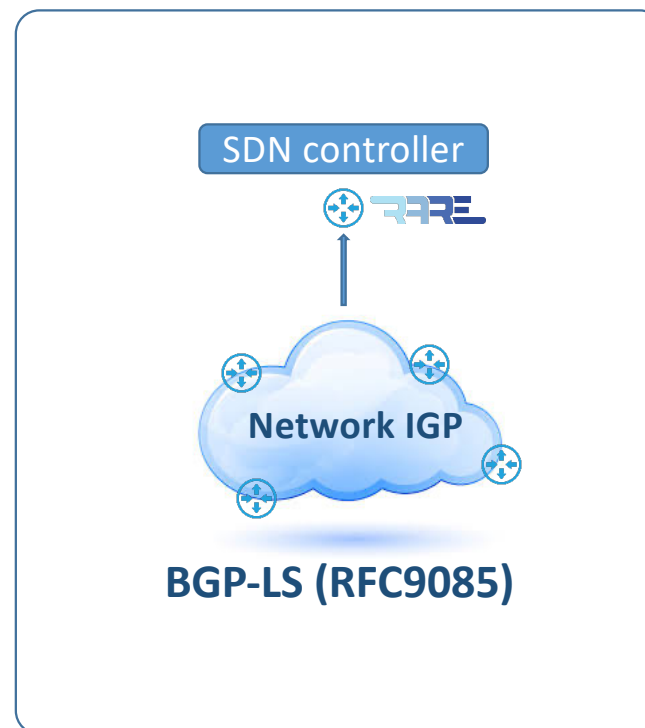 SDN controller
RARE
Network IGP
BGP-LS (RFC9085)